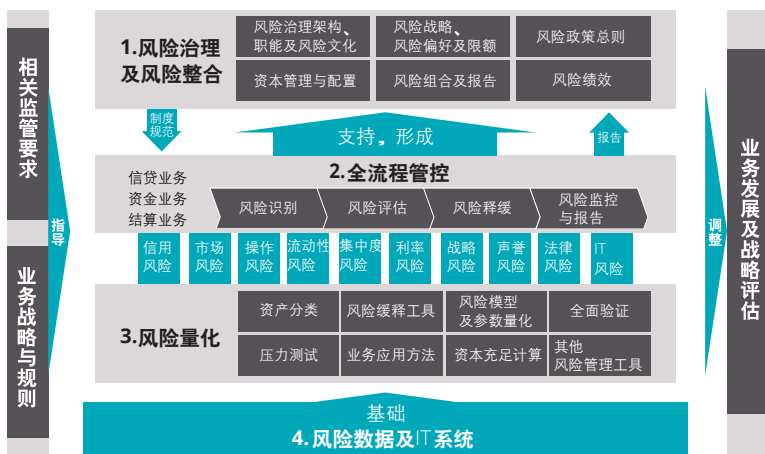 相关监管要求
业务战略与规则
指导
1.风险治理
及风险整合
风险治理架构、
职能及风险文化
风险战略、
风险偏好及限额
风险政策总则
资本管理与配置
风险组合及报告
风险绩效
制度
规范
支持，形成
报告
2.全流程管控
信贷业务
资金业务
结算业务
风险识别
风险评估
风险释缓
风险监控
与报告
信用
风险
市场
风险
操作
风险
流动性
风险
集中度
风险
利率
风险
战略
风险
声誉
风险
法律
风险
IT
风险
3.风险量化
资产分类
风险缓释工具
风险模型
及参数量化
全面验证
压力测试
业务应用方法
资本充足计算
其他
风险管理工具
基础
4.风险数据及IT系统
调整
业务发展及战略评估